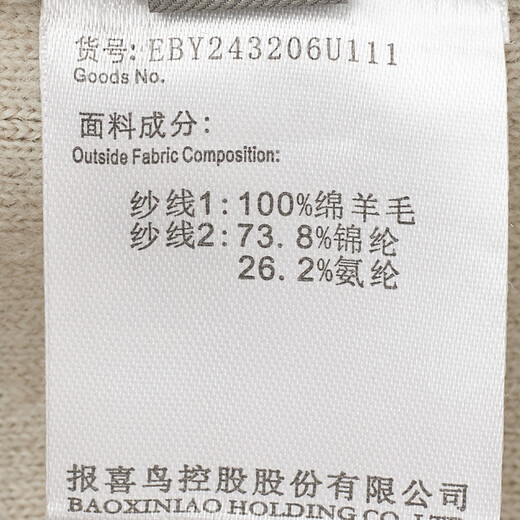 货号:EBY243206U111
Goods No.
面料成分:
Outside Fabric Composition:
纱线1:100%绵羊毛
纱线2:73.8%锦纶
26.2%氨纶
报喜鸟控股股份有限公司
BAOXINIAO HOLDING CO., LTD